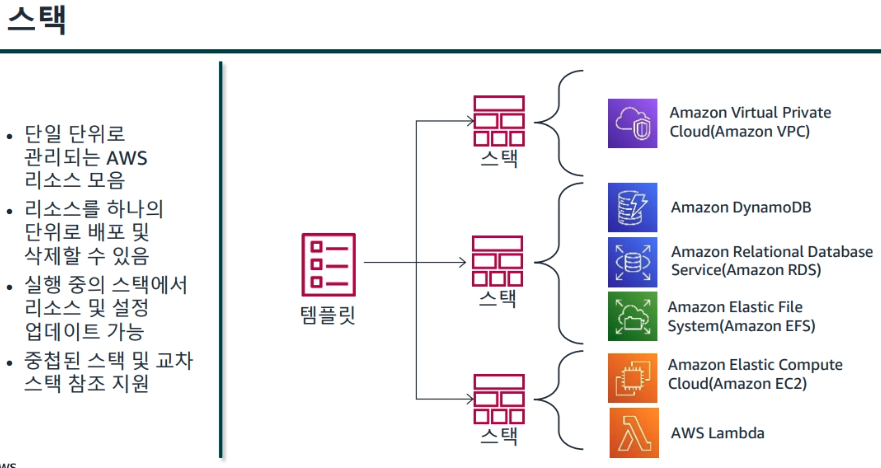 스택
• 단일 단위로
관리되는 AWS
리소스 모음
• 리소스를 하나의
단위로 배포 및
삭제할 수 있음
• 실행 중의 스택에서
리소스 및 설정
업데이트 가능
• 중첩된 스택 및 교차
스택 참조 지원
템플릿
스택
스택
스택
Amazon Virtual Private
Cloud(Amazon VPC)
Amazon DynamoDB
Amazon Relational Database
Service(Amazon RDS)
Amazon Elastic File
System(Amazon EFS)
Amazon Elastic Compute
Cloud(Amazon EC2)
AWS Lambda